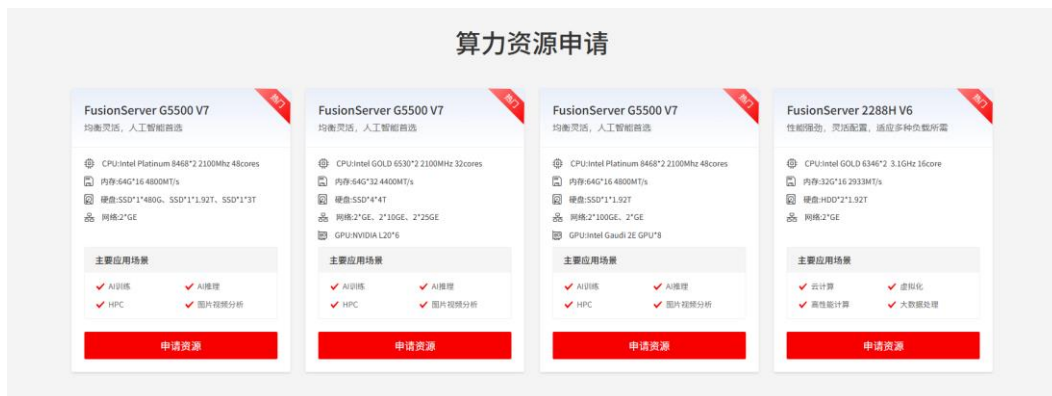 算力资源申请
热门
FusionServer G5500 V7
均衡灵活，人工智能首选
CPU:Intel Platinum 8468*2 2100Mhz 48cores
内存:64G*16 4800MT/s
硬盘:SSD*1*480G、SSD*1*1.92T、SSD*1*3T
网络:2*GE
主要应用场景
AI训练 AI推理
HPC 图片视频分析
申请资源
热门
FusionServer G5500 V7
均衡灵活，人工智能首选
CPU:Intel GOLD 6530*2 2100MHz 32cores
内存:64G*32 4400MT/s
硬盘:SSD*4*4T
网络:2*GE、2*10GE、2*25GE
GPU:NVIDIA L20*6
主要应用场景
AI训练 AI推理
HPC 图片视频分析
申请资源
热门
FusionServer G5500 V7
均衡灵活，人工智能首选
CPU:Intel Platinum 8468*2 2100Mhz 48cores
内存:64G*16 4800MT/s
硬盘:SSD*1*1.92T
网络:2*100GE、2*GE
GPU:Intel Gaudi 2E GPU*8
主要应用场景
AI训练 AI推理
HPC 图片视频分析
申请资源
热门
FusionServer 2288H V6
性能强劲，灵活配置，适应多种负载所需
CPU:Intel GOLD 6346*2 3.1GHz 16core
内存:32G*16 2933MT/s
硬盘:HDD*2*1.92T
网络:2*GE
主要应用场景
云计算 虚拟化
高性能计算 大数据处理
申请资源